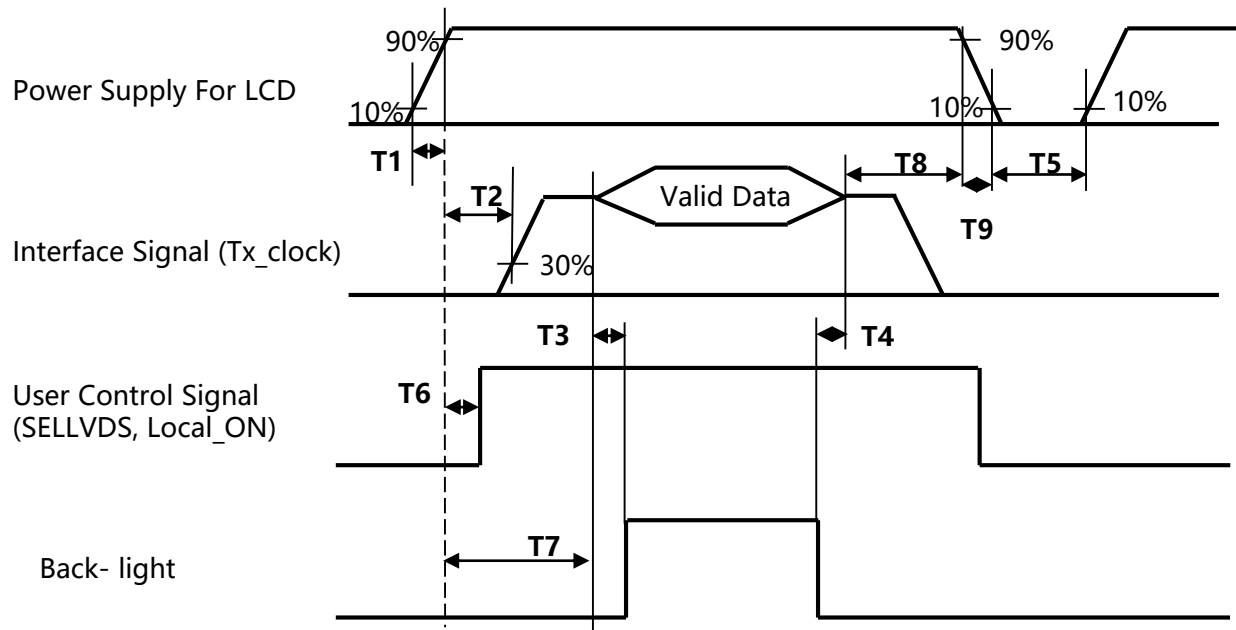 90%
90%
Power Supply For LCD
10%
10%
10%
T1
T8
T5
T2
Valid Data
T9
Interface Signal (Tx_clock)
30%
T3
T4
User Control Signal
(SELLVDS, Local_ON)
T6
T7
Back- light